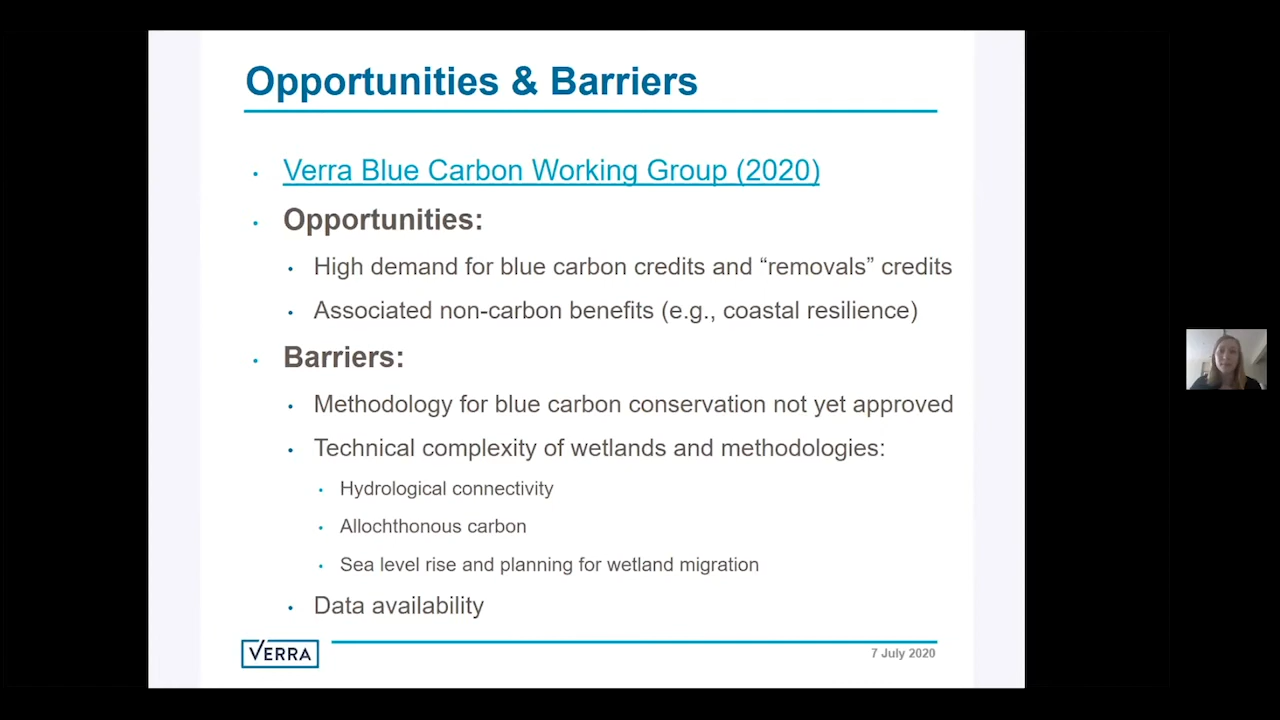 Opportunities & Barriers
Verra Blue Carbon Working Group (2020)
Opportunities:
High demand for blue carbon credits and “removals” credits
Associated non-carbon benefits (e.g., coastal resilience)
Barriers:
Methodology for blue carbon conservation not yet approved
Technical complexity of wetlands and methodologies:
Hydrological connectivity
Allochthonous carbon
Sea level rise and planning for wetland migration
Data availability
VERRA
7 July 2020